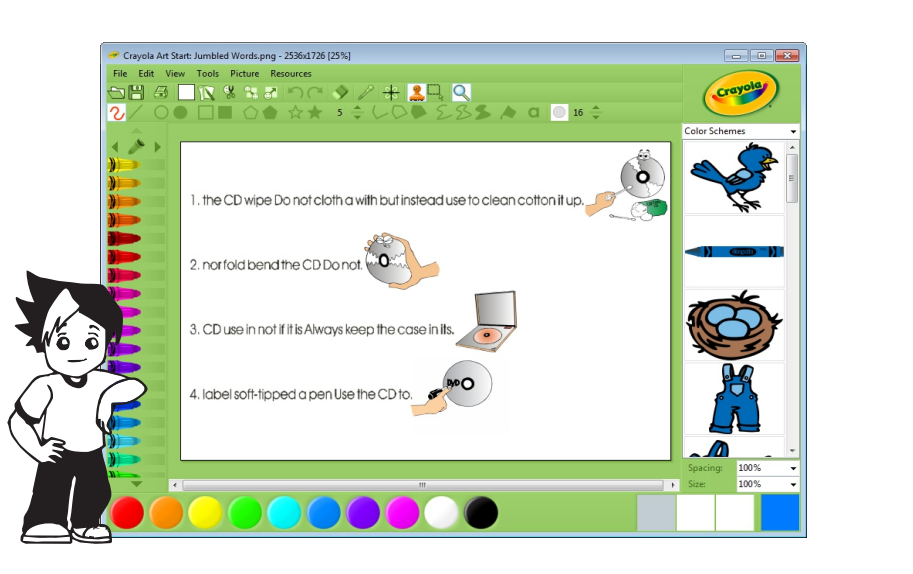 Crayola Art Start: Jumbled Words.png - 2536x1726 [25%]
File Edit View Tools Picture Resources
5
a
16
Crayola
Color Schemes
1. the CD wipe Do not cloth a with but instead use to clean cotton it up.
Crayola
2. nor fold bend the CD Do not.
3. CD use in not if it is Always keep the case in its.
DVD
4. label soft-tipped a pen Use the CD to.
Spacing: 100%
Size: 100%